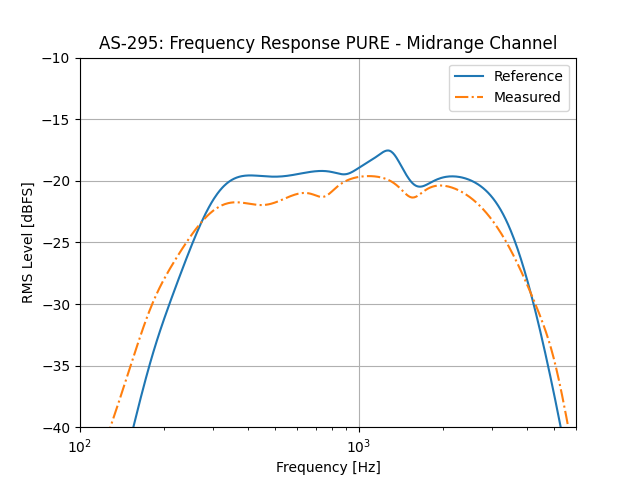 AS-295: Frequency Response PURE - Midrange Channel
Reference
Measured
RMS Level [dBFS]
−10
−15
−20
−25
−30
−35
−40
10²
10³
Frequency [Hz]